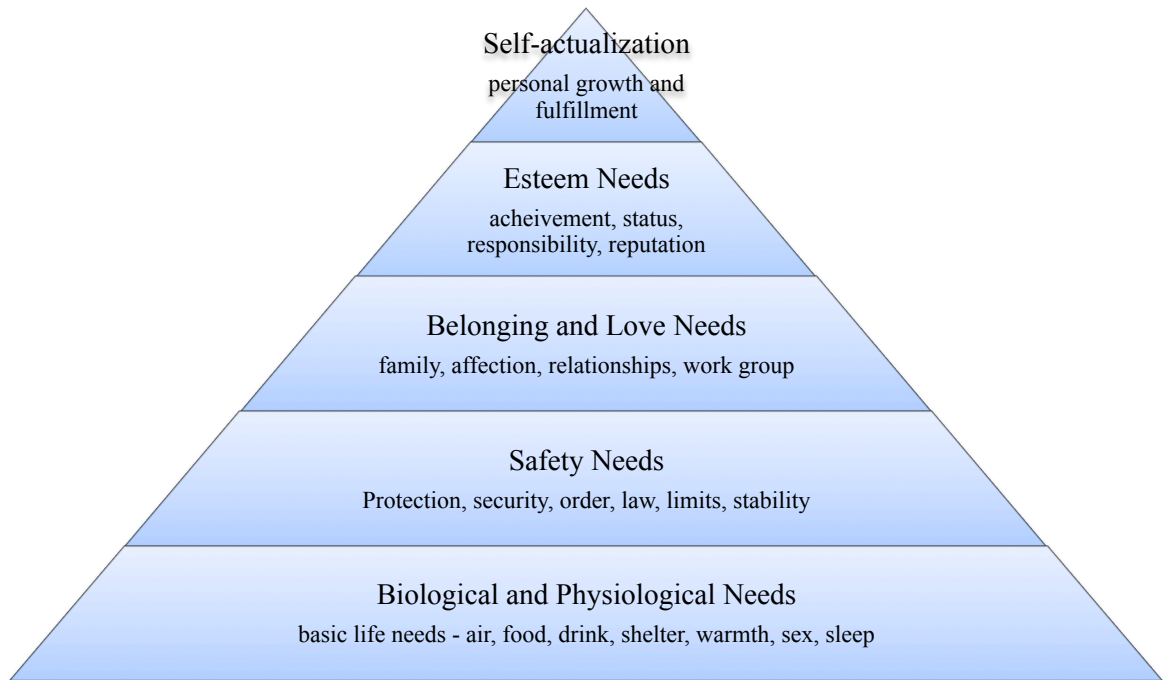 Self-actualization
personal growth and
fulfillment
Esteem Needs
acheivement, status,
responsibility, reputation
Belonging and Love Needs
family, affection, relationships, work group
Safety Needs
Protection, security, order, law, limits, stability
Biological and Physiological Needs
basic life needs - air, food, drink, shelter, warmth, sex, sleep